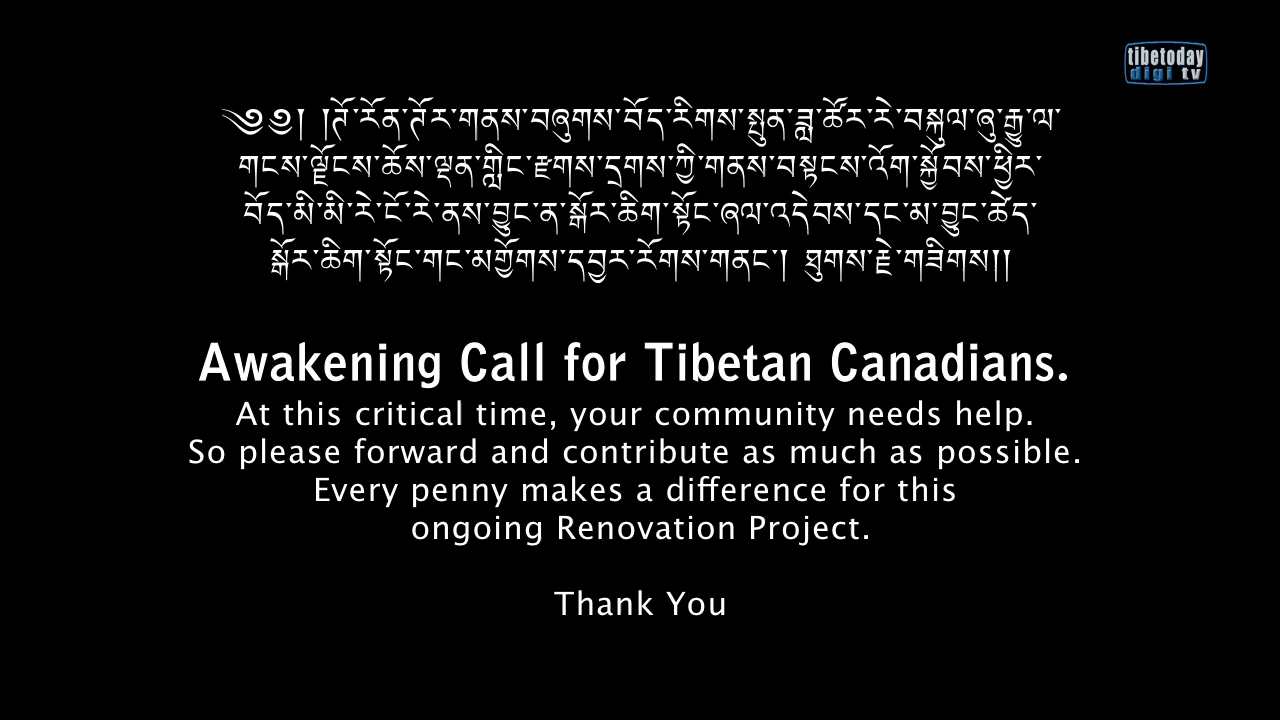 tibetoday
digi tv
༄༅། །ཊོ་རོན་ཊོར་གནས་བཞུགས་བོད་རིགས་སྤུན་ཟླ་ཚོར་རེ་བསྐུལ་ཞུ་རྒྱུ་ལ་
གངས་ལྗོངས་ཆོས་ལྡན་གླིང་རྫགས་དྲགས་ཀྱི་གནས་བསྟངས་འོག་སྐྱོབས་ཕྱིར་
བོད་མི་མི་རེ་ངོ་རེ་ནས་བྱུང་ན་སྒོར་ཆིག་སྟོང་ཞལ་འདེབས་དང་མ་བྱུང་ཚེད་
སྒོར་ཆིག་སྟོང་གང་མགྱོགས་དབྱར་རོགས་གནང་། ཐུགས་རྗེ་གཟིགས།།
Awakening Call for Tibetan Canadians.
At this critical time, your community needs help.
So please forward and contribute as much as possible.
Every penny makes a difference for this
ongoing Renovation Project.
Thank You